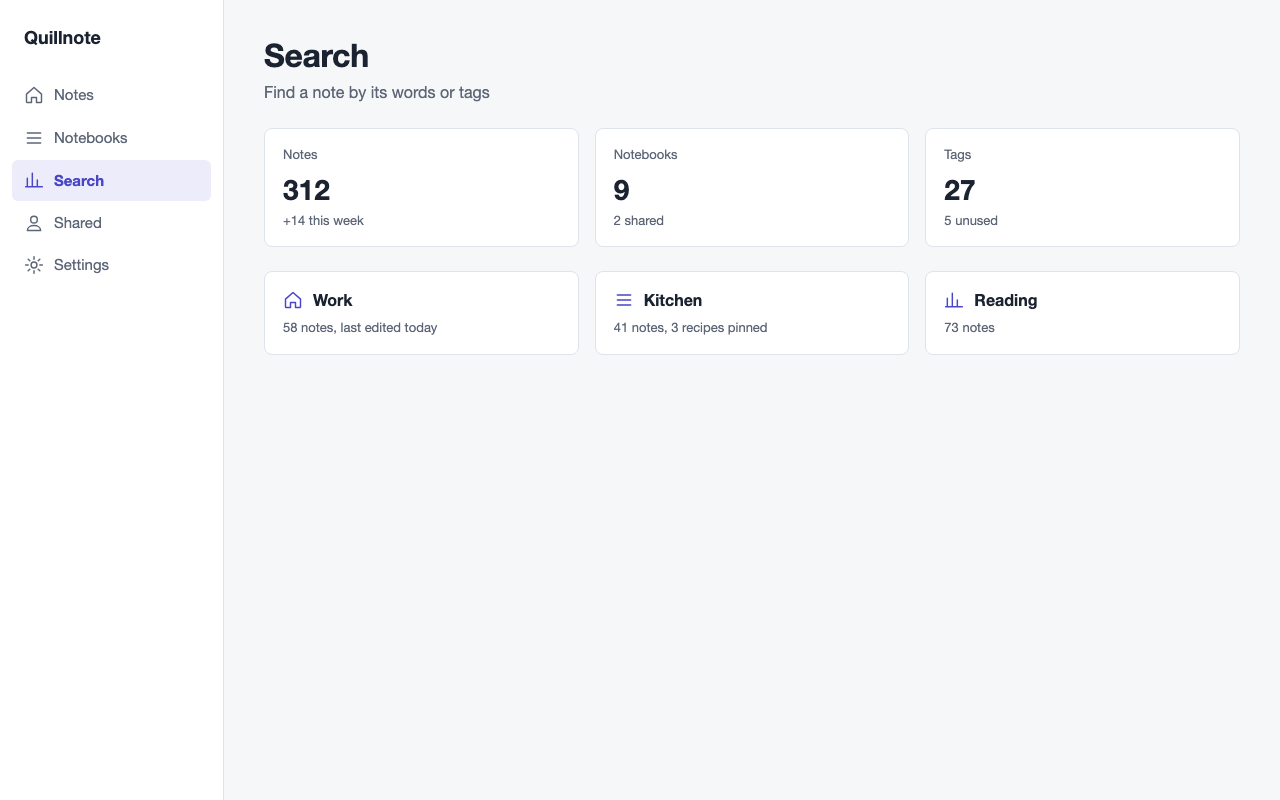 Quillnote
Notes
Notebooks
Search
Shared
Settings
Search
Find a note by its words or tags
Notes
312
+14 this week
Notebooks
9
2 shared
Tags
27
5 unused
Work
58 notes, last edited today
Kitchen
41 notes, 3 recipes pinned
Reading
73 notes